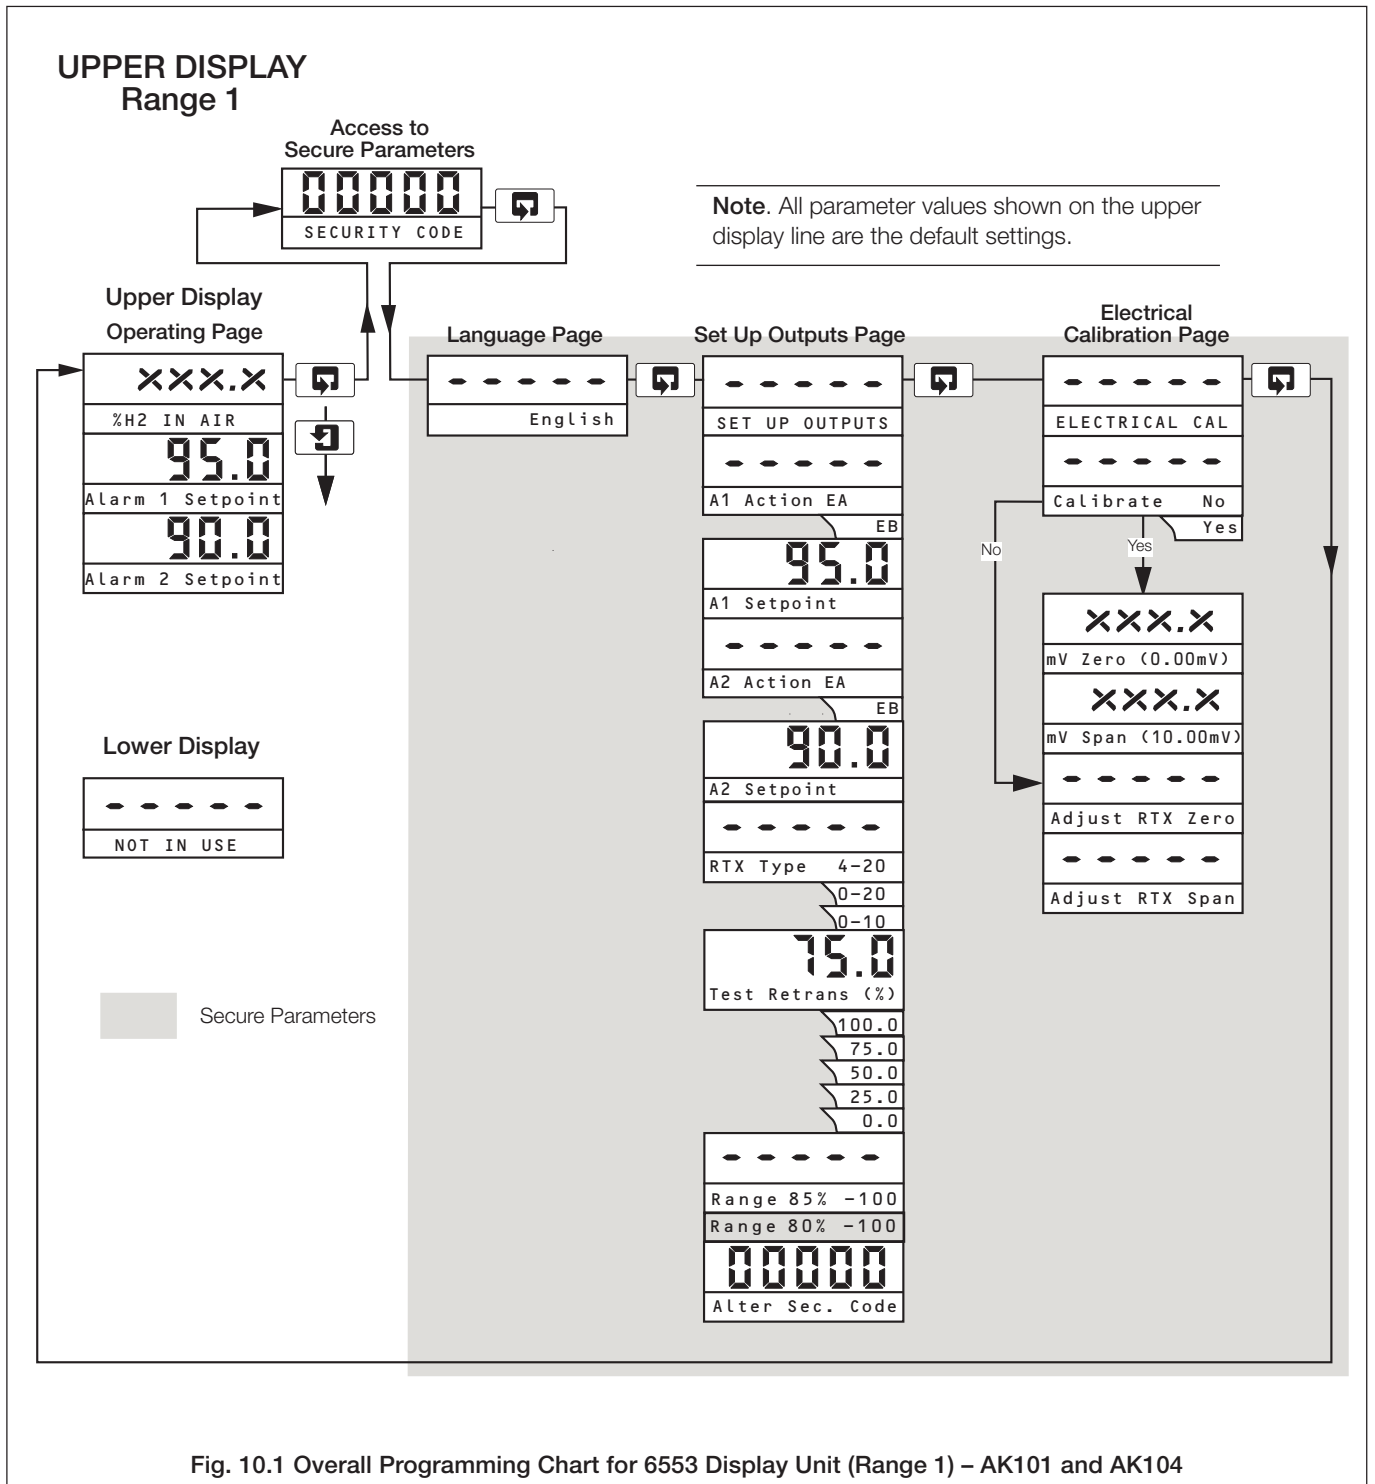 UPPER DISPLAY
Range 1
Access to
Secure Parameters
00000
SECURITY CODE
Note. All parameter values shown on the upper
display line are the default settings.
Upper Display
Operating Page
×××.×
%H2 IN AIR
95.0
Alarm 1 Setpoint
90.0
Alarm 2 Setpoint
Lower Display
- - - - -
NOT IN USE
Secure Parameters
Language Page
- - - - -
English
Set Up Outputs Page
- - - - -
SET UP OUTPUTS
- - - - -
A1 Action EA
EB
95.0
A1 Setpoint
- - - - -
A2 Action EA
EB
90.0
A2 Setpoint
- - - - -
RTX Type 4-20
0-20
0-10
75.0
Test Retrans (%)
100.0
75.0
50.0
25.0
0.0
- - - - -
Range 85% -100
Range 80% -100
00000
Alter Sec. Code
Electrical
Calibration Page
- - - - -
ELECTRICAL CAL
- - - - -
Calibrate No
Yes
No
Yes
×××.×
mV Zero (0.00mV)
×××.×
mV Span (10.00mV)
- - - - -
Adjust RTX Zero
- - - - -
Adjust RTX Span
Fig. 10.1 Overall Programming Chart for 6553 Display Unit (Range 1) – AK101 and AK104